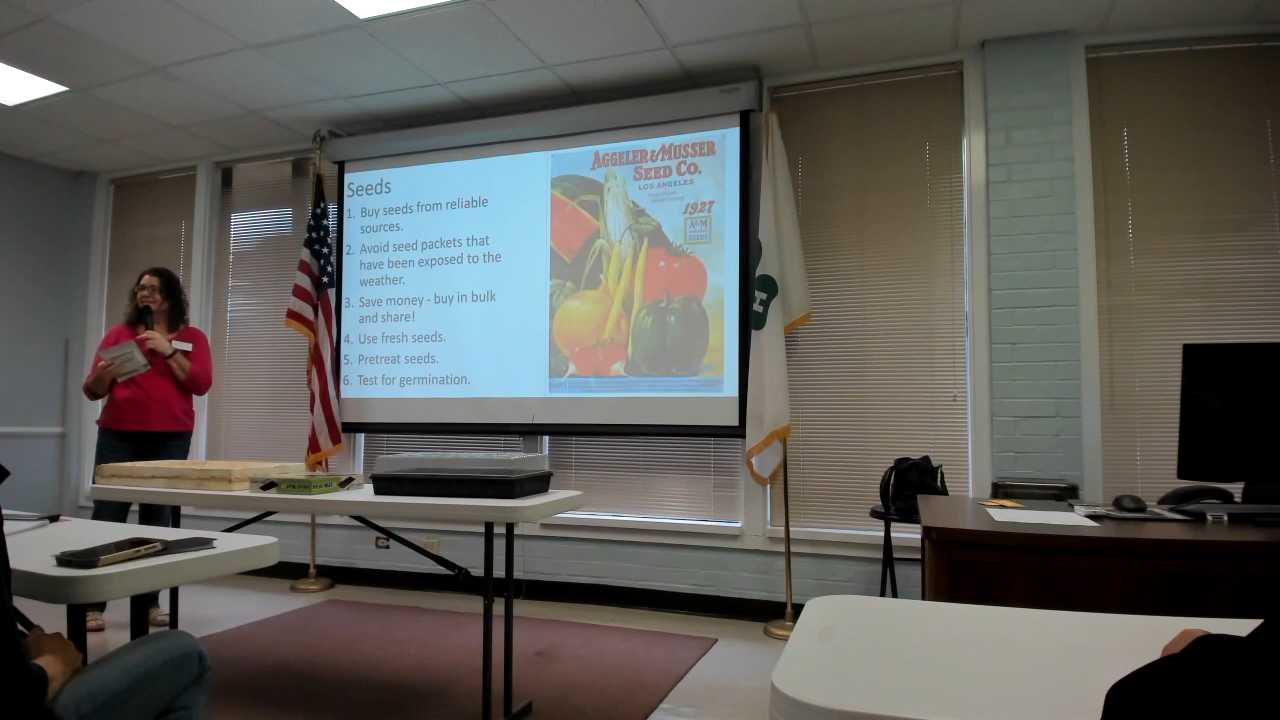 Seeds
1. Buy seeds from reliable
sources.
2. Avoid seed packets that
have been exposed to the
weather.
3. Save money - buy in bulk
and share!
4. Use fresh seeds.
5. Pretreat seeds.
6. Test for germination.
AGGELER & MUSSER
SEED CO.
LOS ANGELES
1927
A&M
SEEDS
H